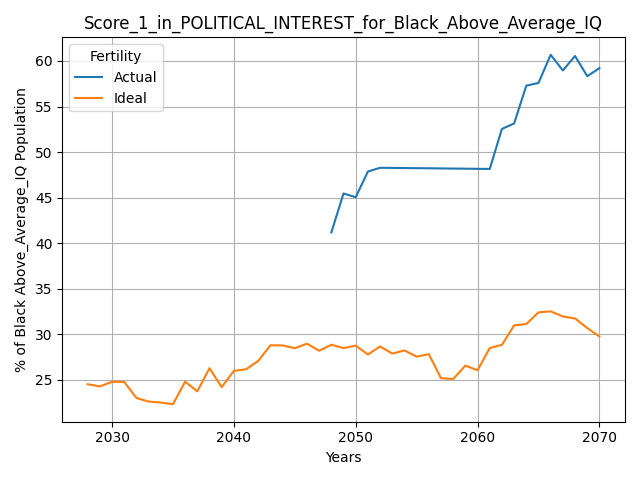 Score_1_in_POLITICAL_INTEREST_for_Black_Above_Average_IQ
Fertility
Actual
Ideal
% of Black Above_Average_IQ Population
60
55
50
45
40
35
30
25
2030
2040
2050
2060
2070
Years